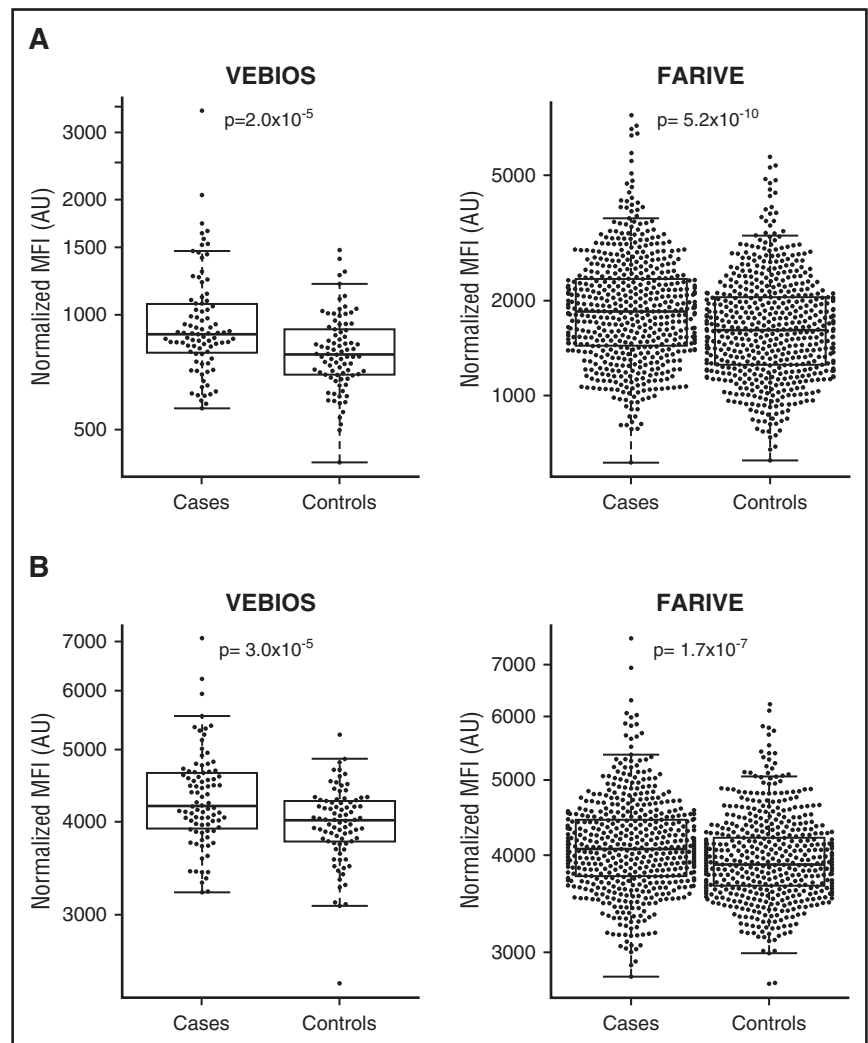 A
VEBIOS
p=2.0x10-5
Normalized MFI (AU)
3000
2000
1500
1000
500
Cases Controls
FARIVE
p= 5.2x10-10
Normalized MFI (AU)
5000
2000
1000
Cases Controls
B
VEBIOS
p= 3.0x10-5
Normalized MFI (AU)
7000
6000
5000
4000
3000
Cases Controls
FARIVE
p= 1.7x10-7
Normalized MFI (AU)
7000
6000
5000
4000
3000
Cases Controls